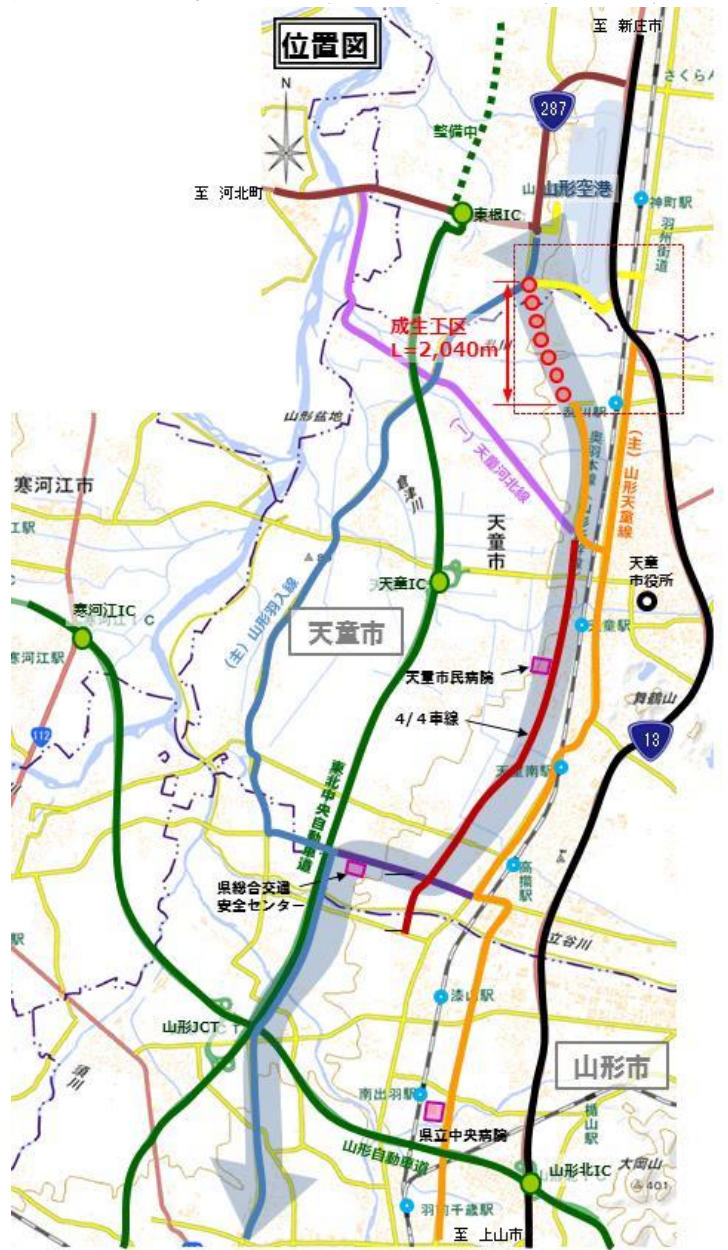 位置図
至 新庄市
N
さくらん
287
整備中
山形空港
至 河北町
東根IC
神町駅
羽州街道
成生工区
L=2,040m
山形盆地
(一)天童河北線
(主)山形天童線
寒河江市
倉津川
天童市
奥羽本線
天童
市役所
天童IC
寒河江IC
(主)山形羽入線
天童市
天童駅
寒河江駅
天童市民病院
舞鶴山
4/4車線
112
13
天童南駅
東北中央自動車道
県総合交通
安全センター
高擶駅
立谷川
漆山駅
山形JCT
須川
山形市
南出羽駅
県立中央病院
楯山駅
山形自動車道
大岡山
401
山形北IC
羽前千歳駅
至 上山市